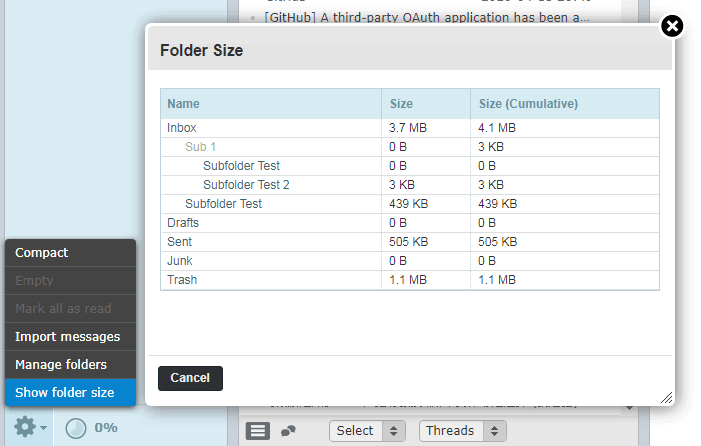 [GitHub] A third-party OAuth application has been a...
Folder Size
Name Size Size (Cumulative)
Inbox 3.7 MB 4.1 MB
Sub 1 0 B 3 KB
Subfolder Test 0 B 0 B
Subfolder Test 2 3 KB 3 KB
Subfolder Test 439 KB 439 KB
Drafts 0 B 0 B
Sent 505 KB 505 KB
Junk 0 B 0 B
Trash 1.1 MB 1.1 MB
Compact
Empty
Mark all as read
Import messages
Manage folders
Show folder size
Cancel
0%
Select
Threads